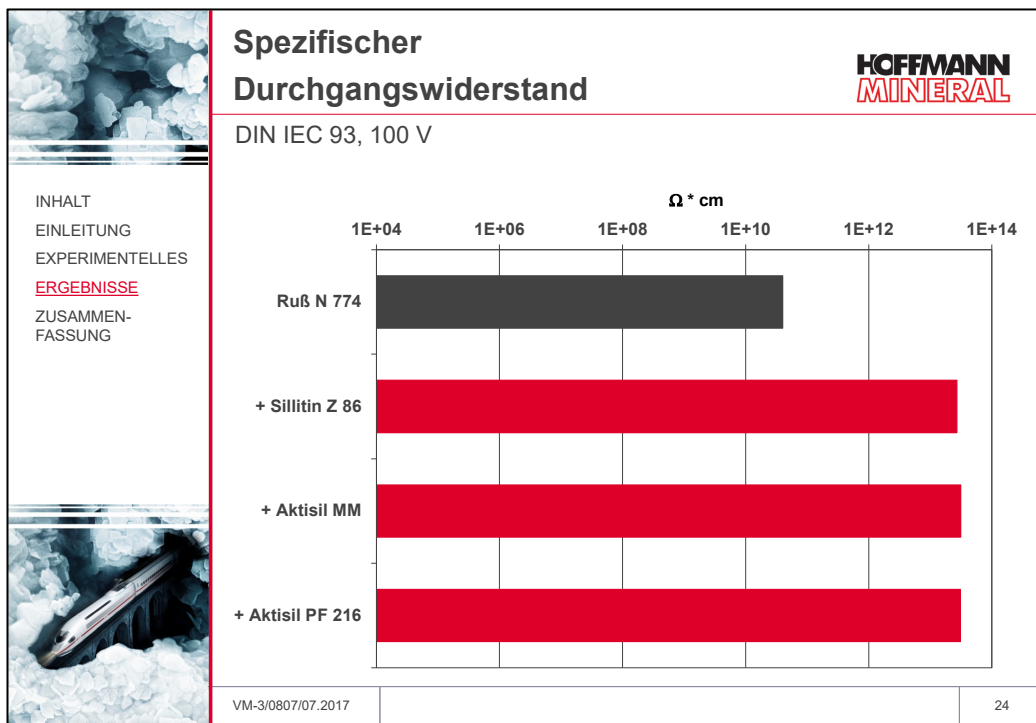 Spezifischer
Durchgangswiderstand
HOFFMANN
MINERAL
DIN IEC 93, 100 V
INHALT
EINLEITUNG
EXPERIMENTELLES
ERGEBNISSE
ZUSAMMEN-
FASSUNG
Ω * cm
1E+04 1E+06 1E+08 1E+10 1E+12 1E+14
Ruß N 774
+ Sillitin Z 86
+ Aktisil MM
+ Aktisil PF 216
VM-3/0807/07.2017
24